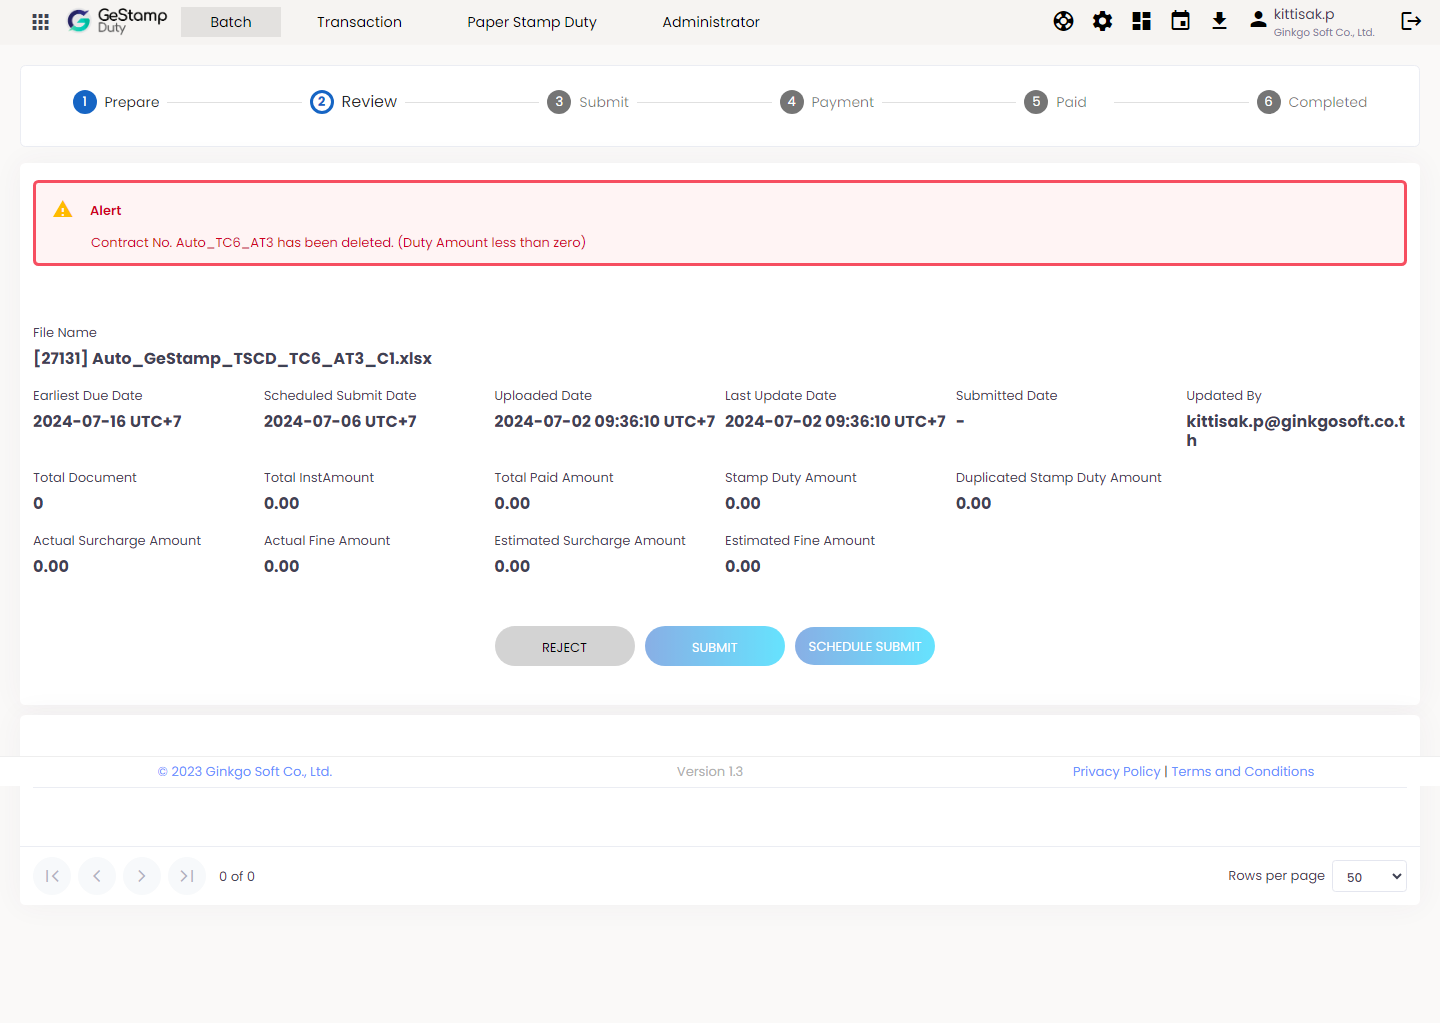 GeStamp
Duty
Batch
Transaction
Paper Stamp Duty
Administrator
kittisak.p
Ginkgo Soft Co., Ltd.
1 Prepare
2 Review
3 Submit
4 Payment
5 Paid
6 Completed
Alert
Contract No. Auto_TC6_AT3 has been deleted. (Duty Amount less than zero)
File Name
[27131] Auto_GeStamp_TSCD_TC6_AT3_C1.xlsx
Earliest Due Date
2024-07-16 UTC+7
Scheduled Submit Date
2024-07-06 UTC+7
Uploaded Date
2024-07-02 09:36:10 UTC+7
Last Update Date
2024-07-02 09:36:10 UTC+7
Submitted Date
-
Updated By
kittisak.p@ginkgosoft.co.t
h
Total Document
0
Total InstAmount
0.00
Total Paid Amount
0.00
Stamp Duty Amount
0.00
Duplicated Stamp Duty Amount
0.00
Actual Surcharge Amount
0.00
Actual Fine Amount
0.00
Estimated Surcharge Amount
0.00
Estimated Fine Amount
0.00
REJECT
SUBMIT
SCHEDULE SUBMIT
© 2023 Ginkgo Soft Co., Ltd.
Version 1.3
Privacy Policy | Terms and Conditions
0 of 0
Rows per page 50